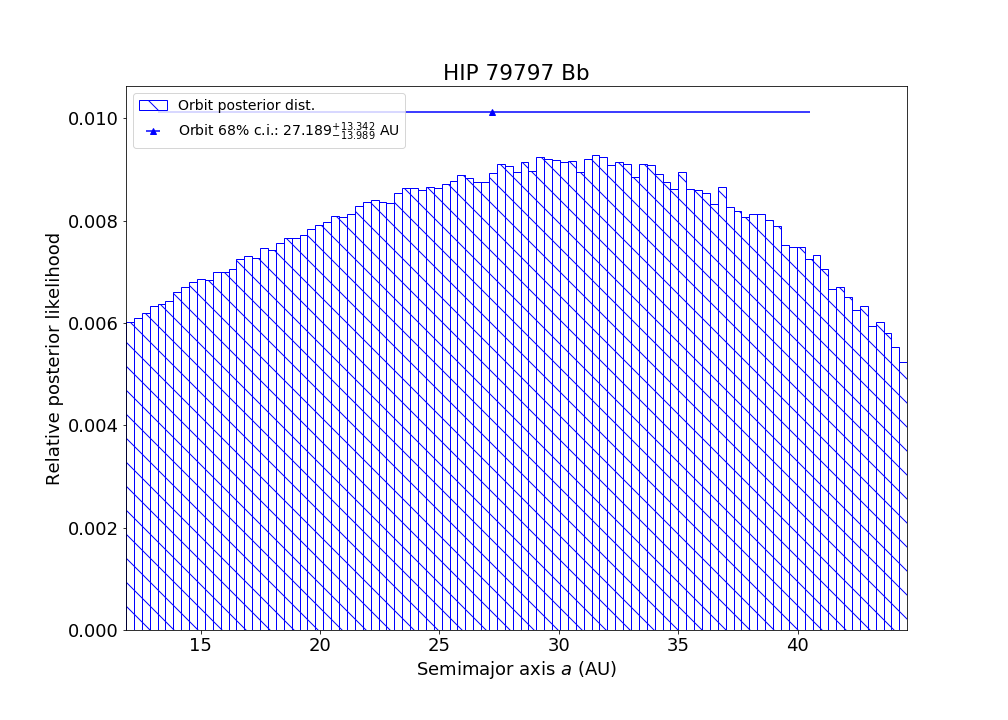 HIP 79797 Bb
Orbit posterior dist.
Orbit 68% c.i.: 27.189^{+13.342}_{-13.989} AU
0.010
0.008
0.006
0.004
0.002
0.000
Relative posterior likelihood
15 20 25 30 35 40
Semimajor axis a (AU)